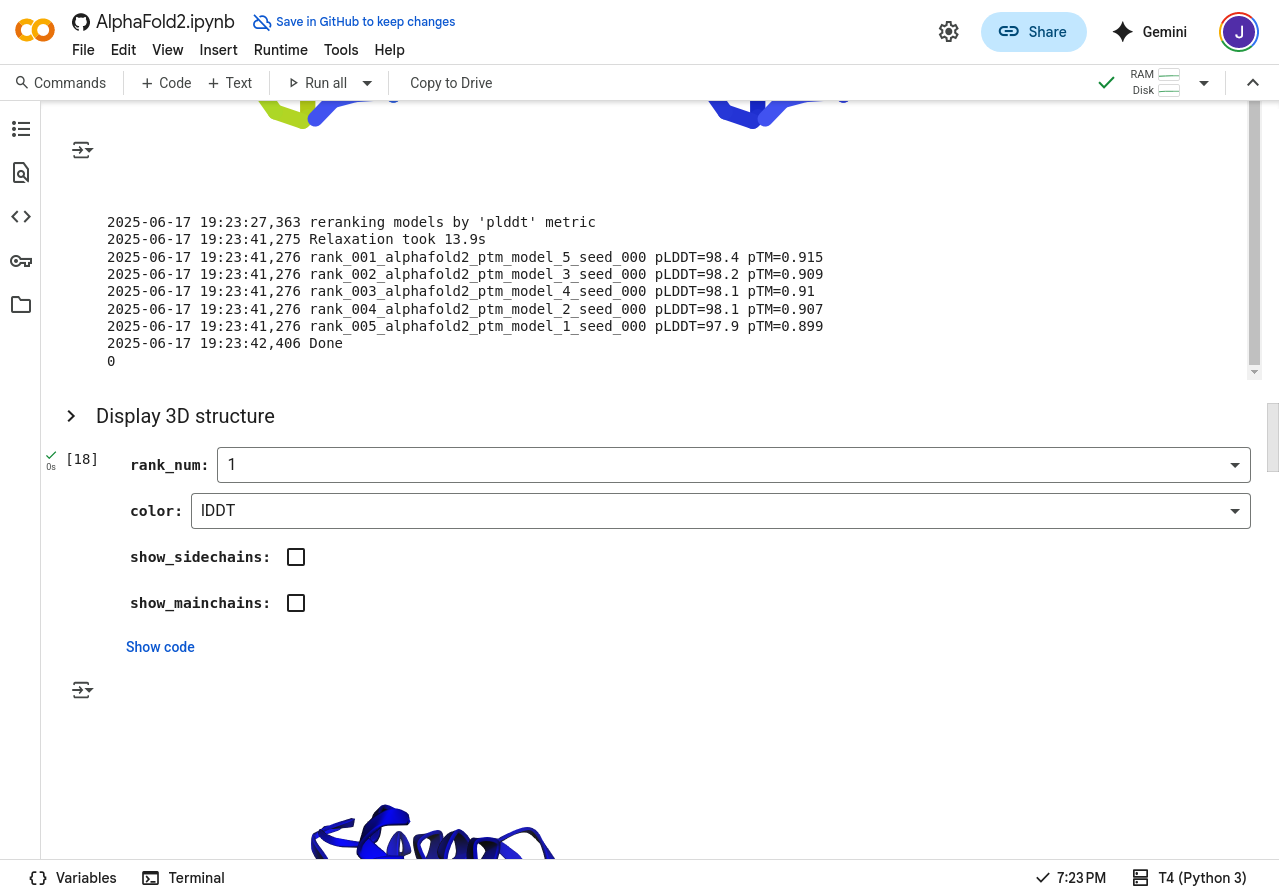 AlphaFold2.ipynb
Save in GitHub to keep changes
File Edit View Insert Runtime Tools Help
Share
Gemini
J
Commands
+ Code + Text
Run all
Copy to Drive
RAM
Disk
2025-06-17 19:23:27,363 reranking models by 'plddt' metric
2025-06-17 19:23:41,275 Relaxation took 13.9s
2025-06-17 19:23:41,276 rank_001_alphafold2_ptm_model_5_seed_000 pLDDT=98.4 pTM=0.915
2025-06-17 19:23:41,276 rank_002_alphafold2_ptm_model_3_seed_000 pLDDT=98.2 pTM=0.909
2025-06-17 19:23:41,276 rank_003_alphafold2_ptm_model_4_seed_000 pLDDT=98.1 pTM=0.91
2025-06-17 19:23:41,276 rank_004_alphafold2_ptm_model_2_seed_000 pLDDT=98.1 pTM=0.907
2025-06-17 19:23:41,276 rank_005_alphafold2_ptm_model_1_seed_000 pLDDT=97.9 pTM=0.899
2025-06-17 19:23:42,406 Done
0
Display 3D structure
0s
[18]
rank_num: 1
color: lDDT
show_sidechains:
show_mainchains:
Show code
Variables
Terminal
7:23 PM
T4 (Python 3)